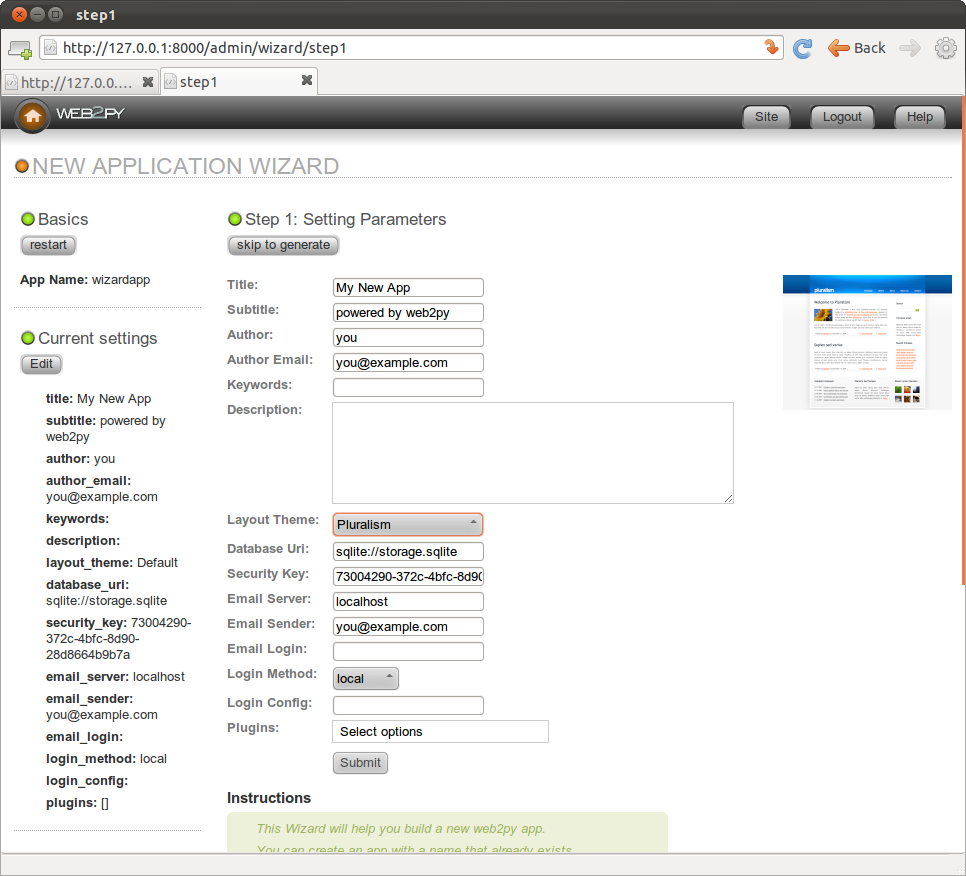 step1
http://127.0.0.1:8000/admin/wizard/step1
Back
http://127.0.0....
step1
WEB2PY
Site
Logout
Help
NEW APPLICATION WIZARD
Basics
restart
App Name: wizardapp
Current settings
Edit
title: My New App
subtitle: powered by
web2py
author: you
author_email:
you@example.com
keywords:
description:
layout_theme: Default
database_uri:
sqlite://storage.sqlite
security_key: 73004290-
372c-4bfc-8d90-
28d8664b9b7a
email_server: localhost
email_sender:
you@example.com
email_login:
login_method: local
login_config:
plugins: []
Step 1: Setting Parameters
skip to generate
Title: My New App
Subtitle: powered by web2py
Author: you
Author Email: you@example.com
Keywords:
Description:
Layout Theme: Pluralism
Database Uri: sqlite://storage.sqlite
Security Key: 73004290-372c-4bfc-8d90
Email Server: localhost
Email Sender: you@example.com
Email Login:
Login Method: local
Login Config:
Plugins: Select options
Submit
Instructions
This Wizard will help you build a new web2py app.
You can create an app with a name that already exists
pluralism
Welcome to Pluralism